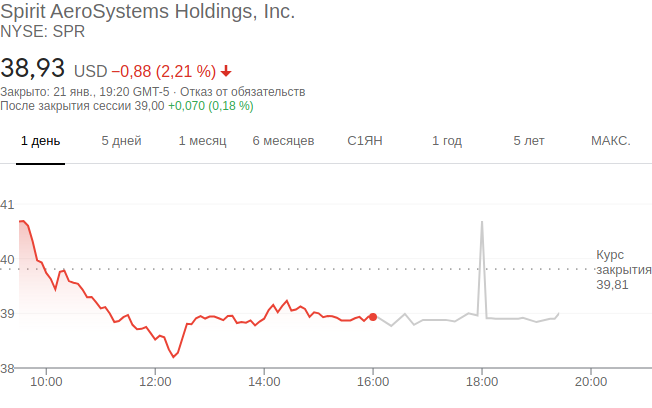 Spirit AeroSystems Holdings, Inc.
NYSE: SPR
38,93 USD −0,88 (2,21 %)
Закрыто: 21 янв., 19:20 GMT-5 · Отказ от обязательств
После закрытия сессии 39,00 +0,070 (0,18 %)
1 день 5 дней 1 месяц 6 месяцев С1ЯН 1 год 5 лет МАКС.
41
40
39
38
Курс
закрытия
39,81
10:00 12:00 14:00 16:00 18:00 20:00